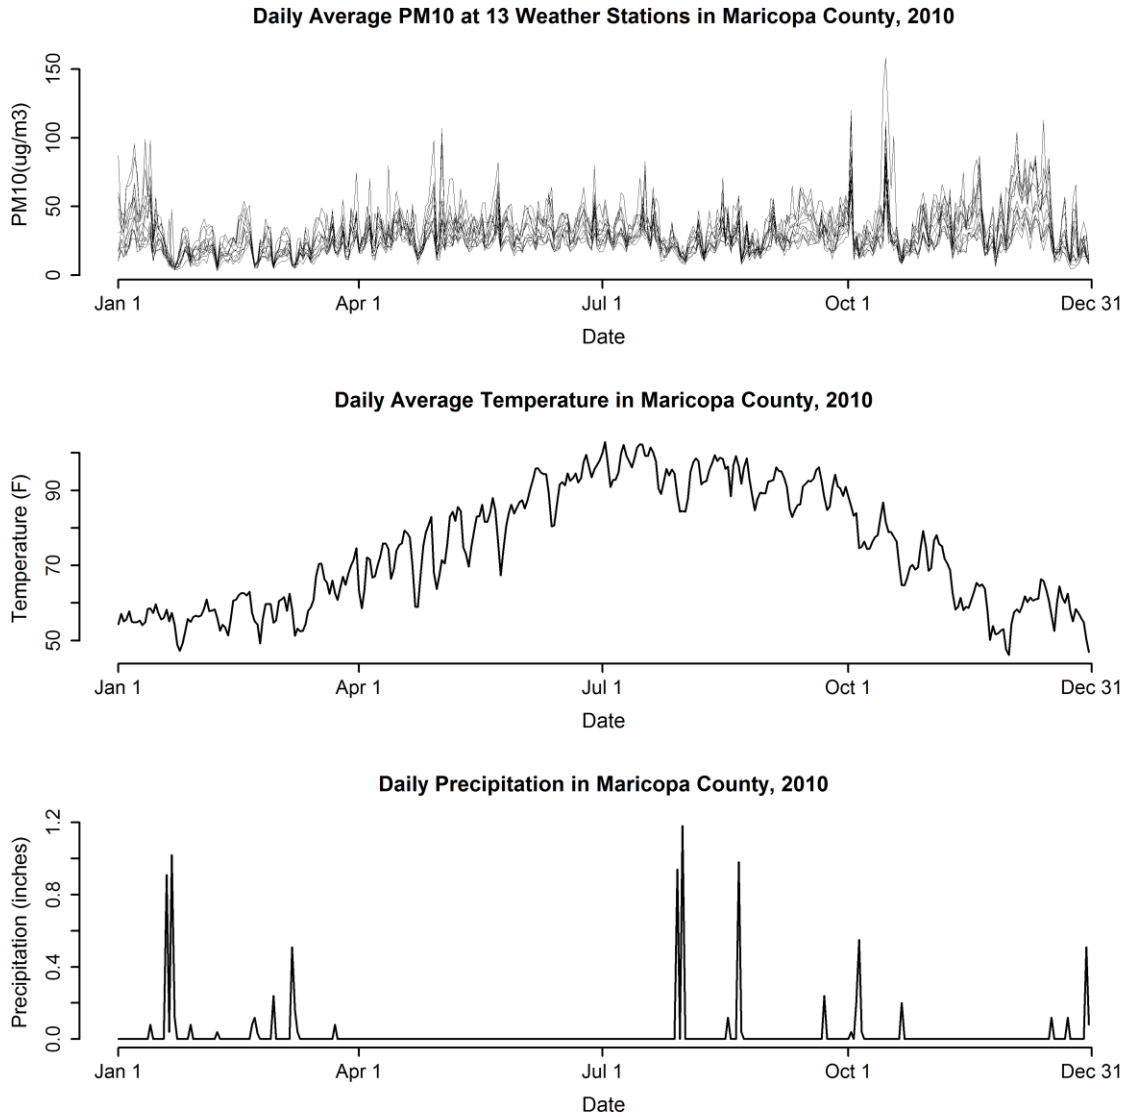 Daily Average PM10 at 13 Weather Stations in Maricopa County, 2010
PM10(ug/m3)
150
100
50
0
Jan 1 Apr 1 Jul 1 Oct 1 Dec 31
Date
Daily Average Temperature in Maricopa County, 2010
Temperature (F)
90
70
50
Jan 1 Apr 1 Jul 1 Oct 1 Dec 31
Date
Daily Precipitation in Maricopa County, 2010
Precipitation (inches)
1.2
0.8
0.4
0.0
Jan 1 Apr 1 Jul 1 Oct 1 Dec 31
Date